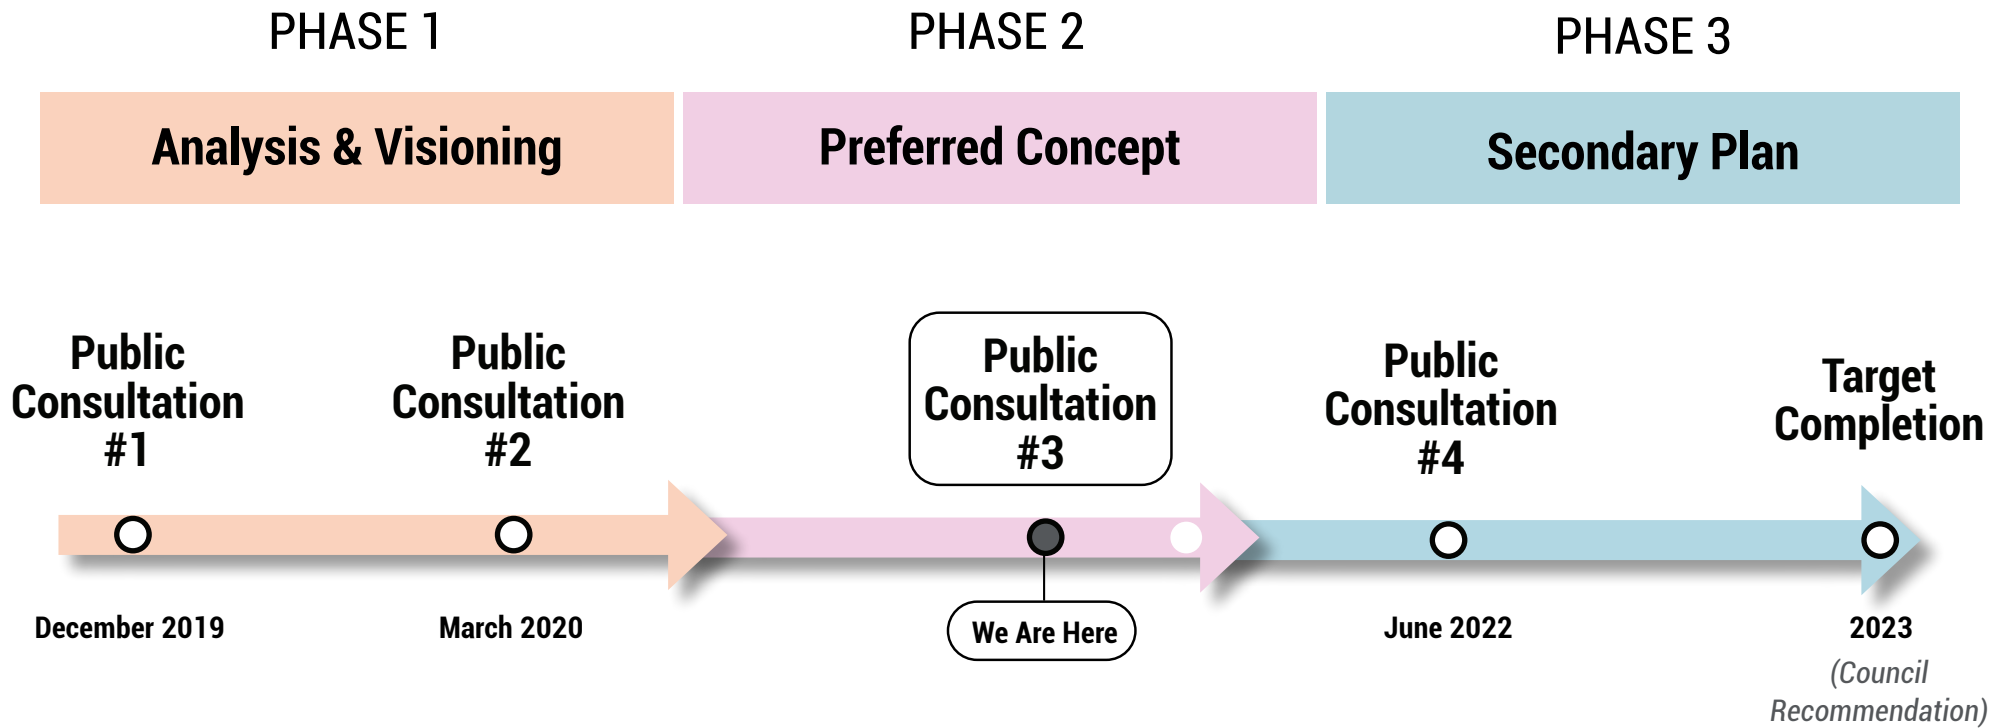 PHASE 1
PHASE 2
PHASE 3
Analysis & Visioning
Preferred Concept
Secondary Plan
Public
Consultation
#1
Public
Consultation
#2
Public
Consultation
#3
Public
Consultation
#4
Target
Completion
December 2019
March 2020
We Are Here
June 2022
2023
(Council
Recommendation)